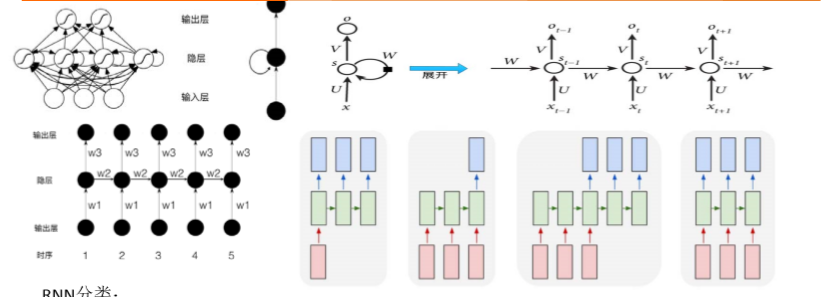 输出层
隐层
输入层
o
V
W
s
U
x
展开
o_{t-1} o_t o_{t+1}
V V V
s_{t-1} s_t s_{t+1}
W W W W
U U U
x_{t-1} x_t x_{t+1}
输出层
w3 w3 w3 w3 w3
隐层 w2 w2 w2 w2
w1 w1 w1 w1 w1
输出层
时序 1 2 3 4 5
RNN分类: